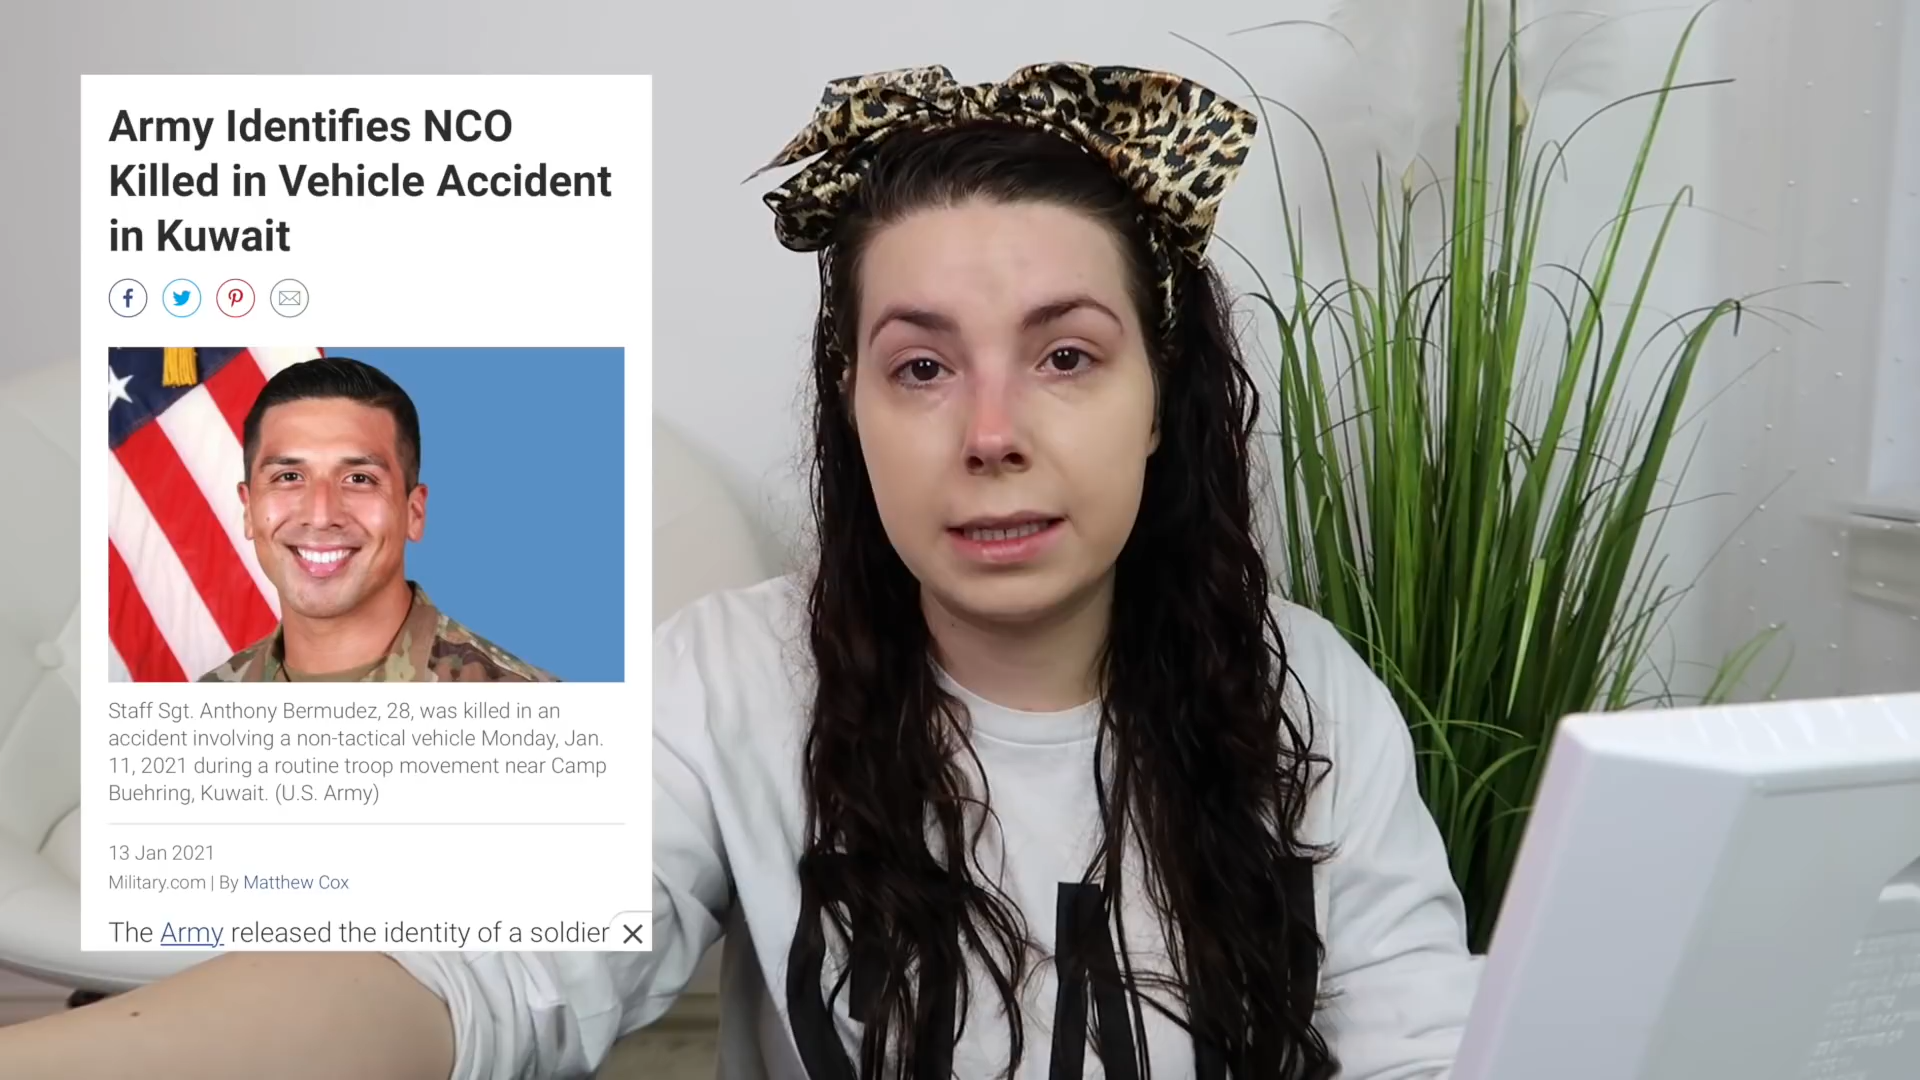 Army Identifies NCO
Killed in Vehicle Accident
in Kuwait
Staff Sgt. Anthony Bermudez, 28, was killed in an
accident involving a non-tactical vehicle Monday, Jan.
11, 2021 during a routine troop movement near Camp
Buehring, Kuwait. (U.S. Army)
13 Jan 2021
Military.com | By Matthew Cox
The Army released the identity of a soldier